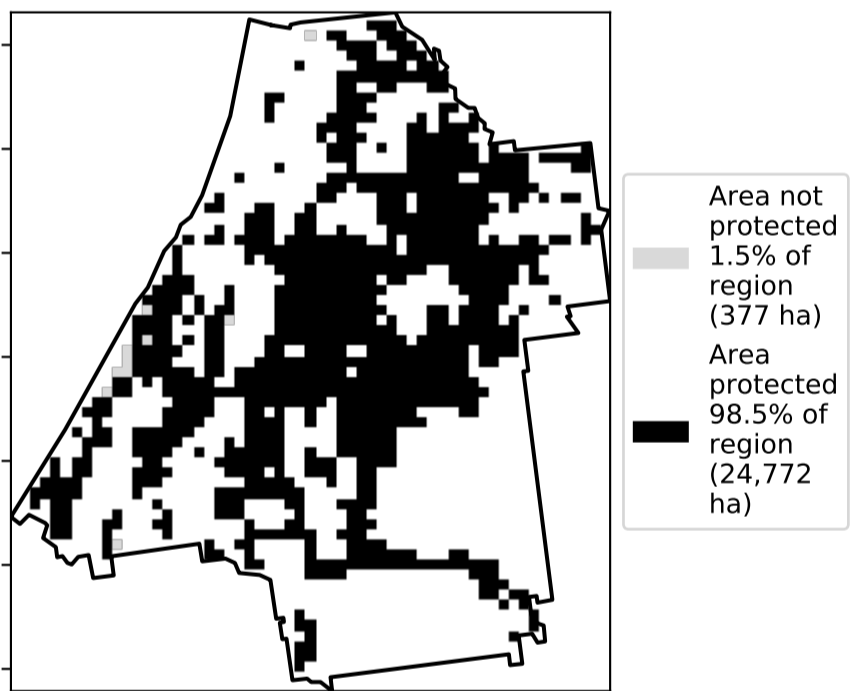 Area not
protected
1.5% of
region
(377 ha)
Area
protected
98.5% of
region
(24,772
ha)